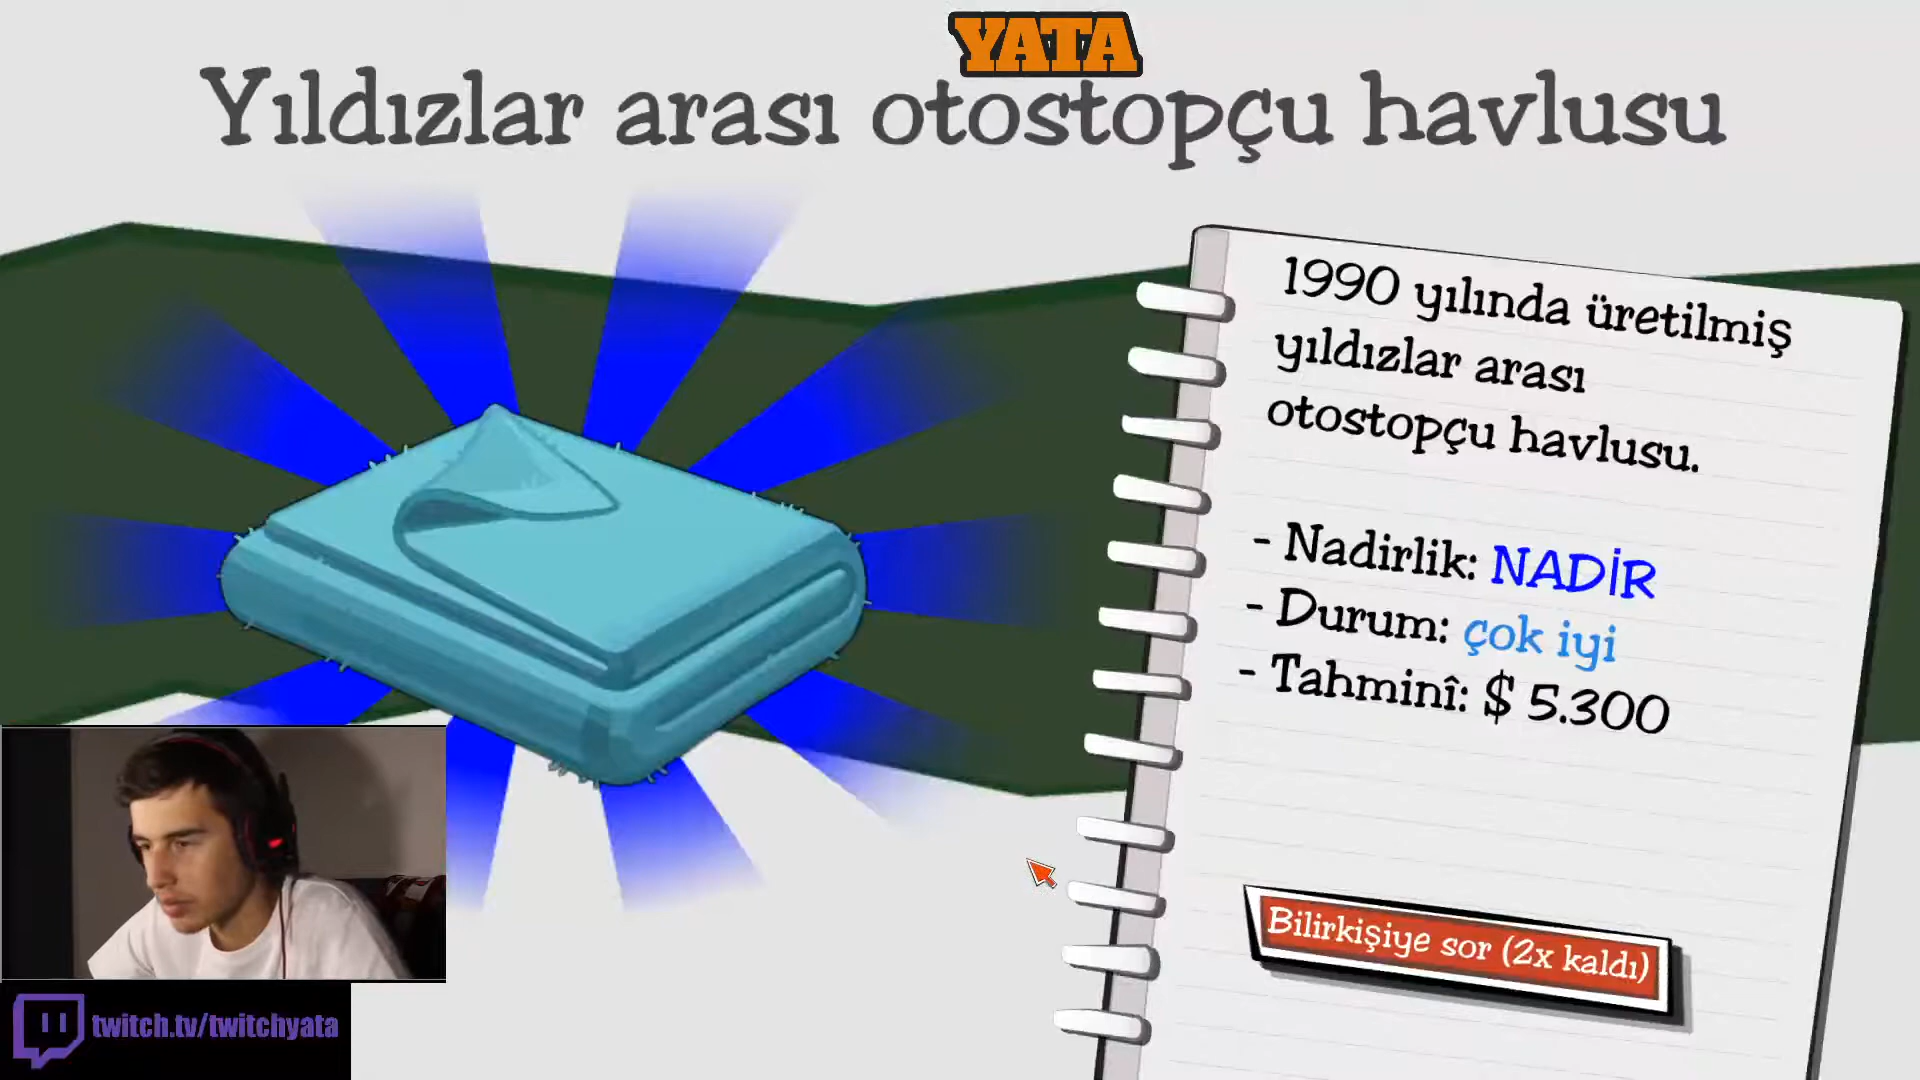 YATA
Yıldızlar arası otostopçu havlusu
1990 yılında üretilmiş
yıldızlar arası
otostopçu havlusu.
- Nadirlik: NADİR
- Durum: çok iyi
- Tahminî: $ 5.300
Bilirkişiye sor (2x kaldı)
twitch.tv/twitchyata